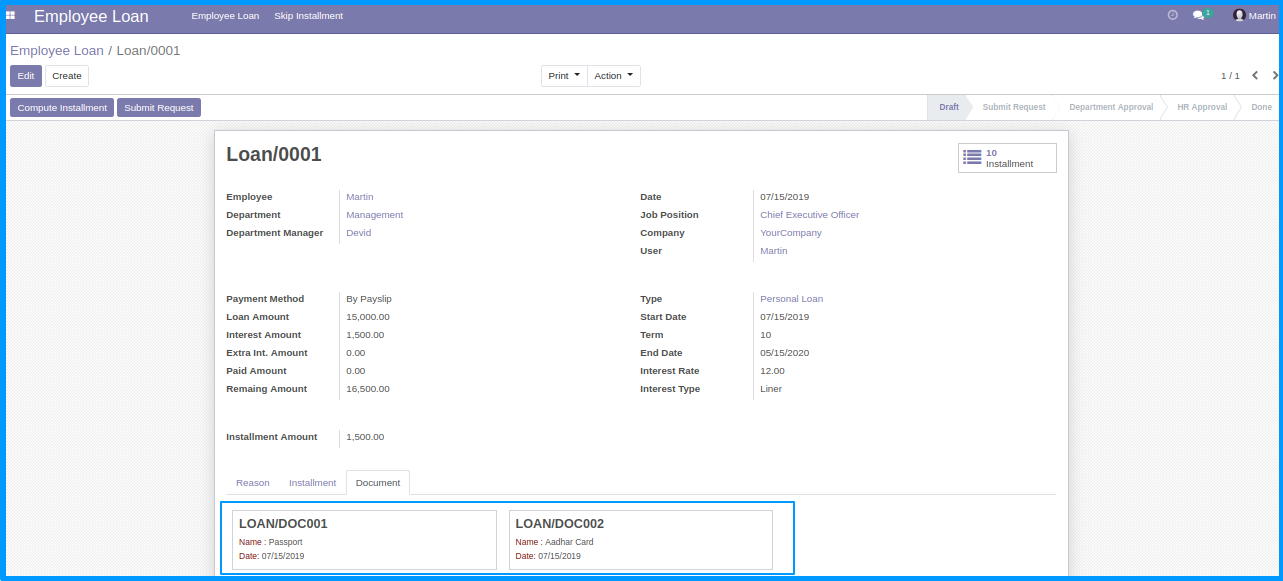 Employee Loan Employee Loan Skip Installment 1 Martin
Employee Loan / Loan/0001
Edit Create Print Action 1 / 1
Compute Installment Submit Request Draft Submit Request Department Approval HR Approval Done
Loan/0001
10
Installment
Employee Martin Date 07/15/2019
Department Management Job Position Chief Executive Officer
Department Manager Devid Company YourCompany
User Martin
Payment Method By Payslip Type Personal Loan
Loan Amount 15,000.00 Start Date 07/15/2019
Interest Amount 1,500.00 Term 10
Extra Int. Amount 0.00 End Date 05/15/2020
Paid Amount 0.00 Interest Rate 12.00
Remaing Amount 16,500.00 Interest Type Liner
Installment Amount 1,500.00
Reason Installment Document
LOAN/DOC001 LOAN/DOC002
Name : Passport Name : Aadhar Card
Date: 07/15/2019 Date: 07/15/2019